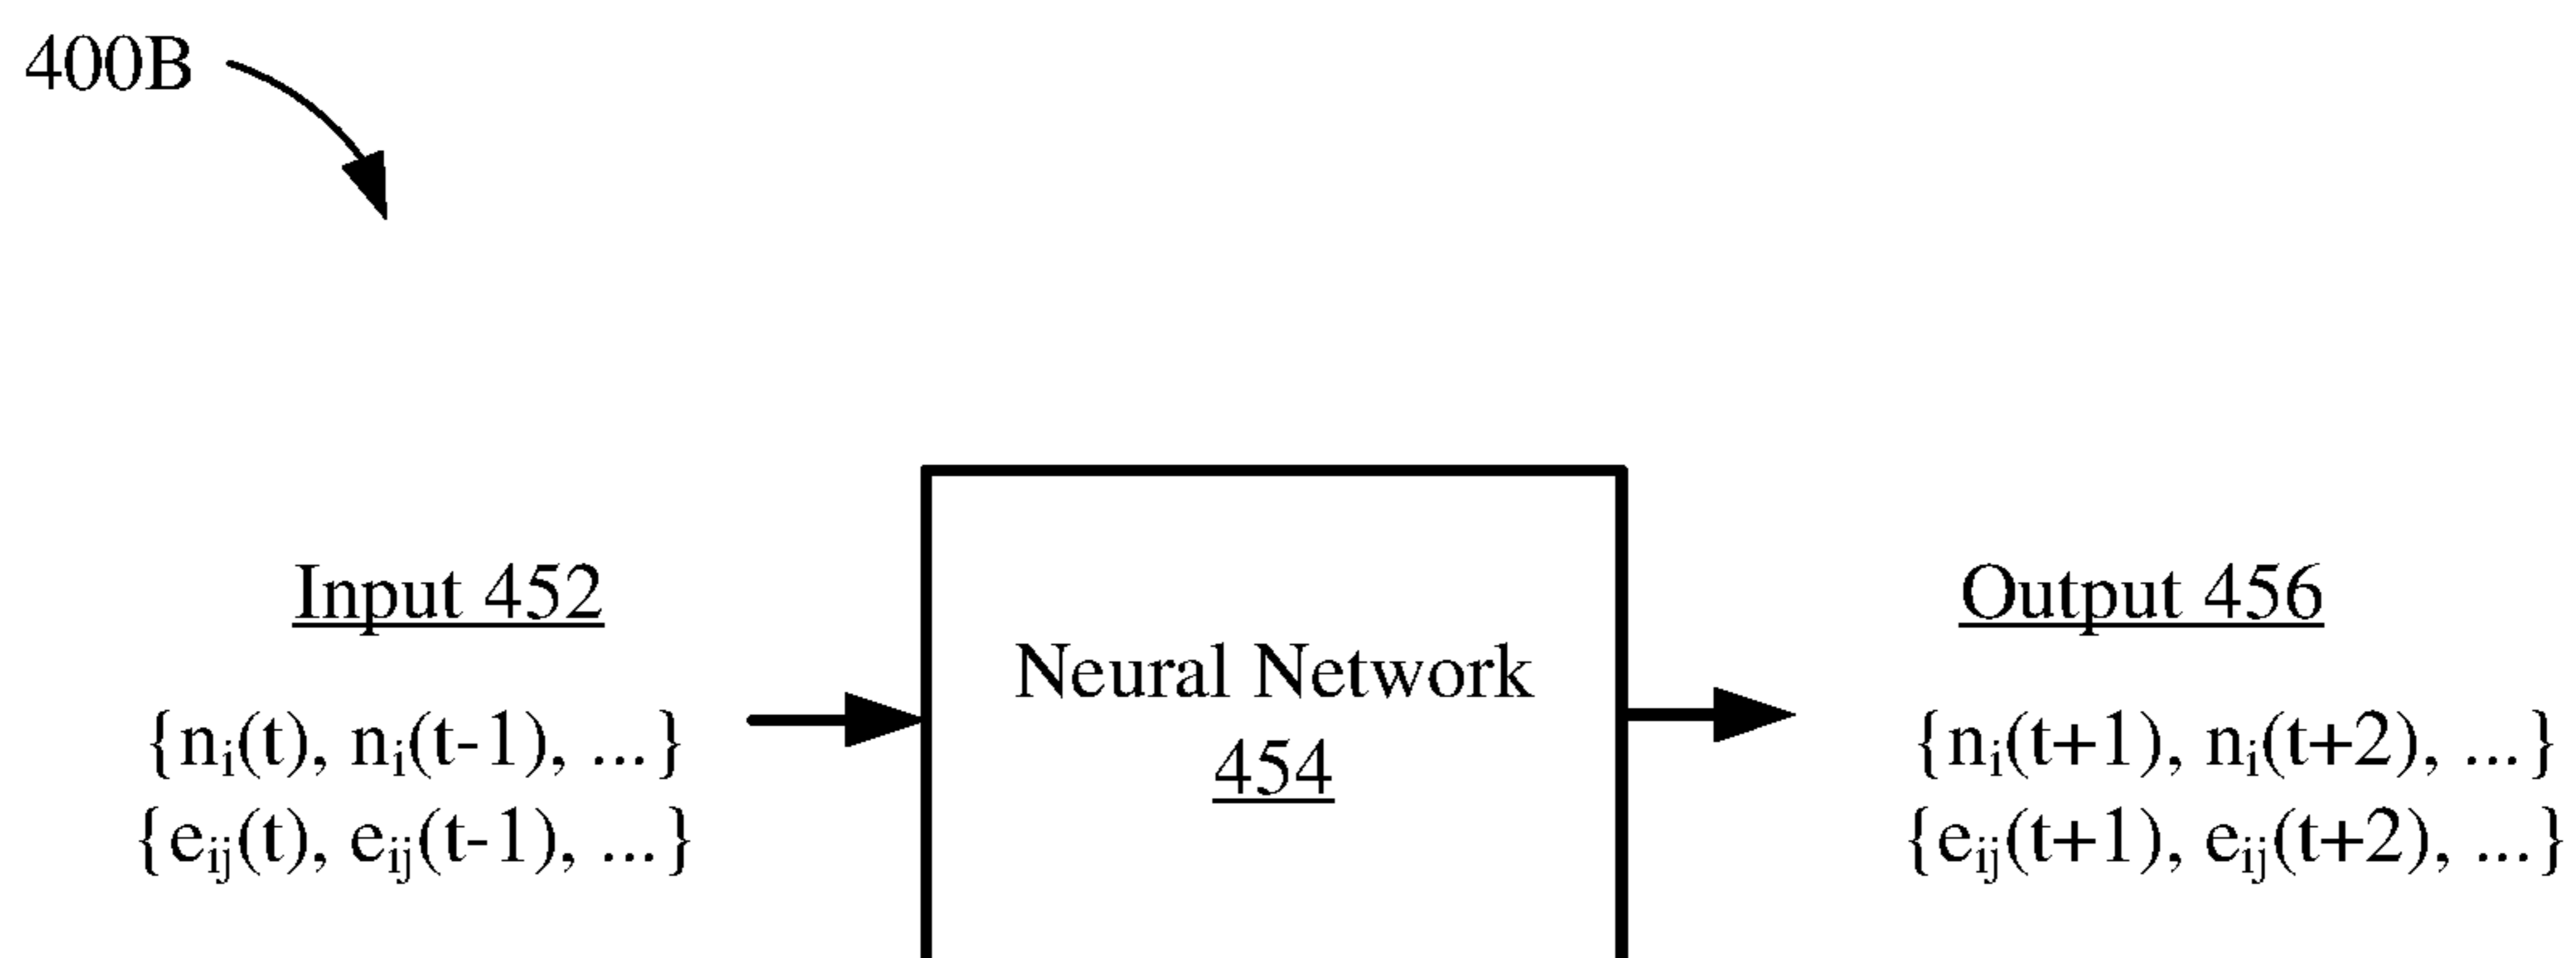 400B
Input 452
{nᵢ(t), nᵢ(t-1), ...}
{eᵢⱼ(t), eᵢⱼ(t-1), ...}
Neural Network
454
Output 456
{nᵢ(t+1), nᵢ(t+2), ...}
{eᵢⱼ(t+1), eᵢⱼ(t+2), ...}